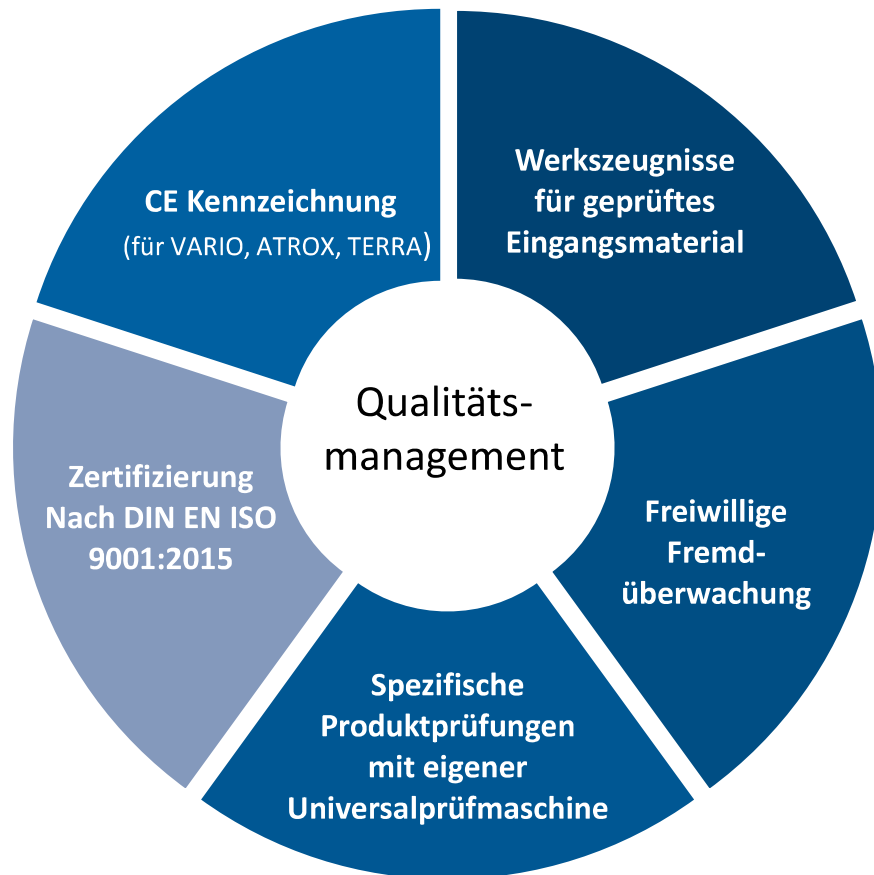 CE Kennzeichnung
(für VARIO, ATROX, TERRA)
Werkszeugnisse
für geprüftes
Eingangsmaterial
Qualitäts-
management
Zertifizierung
Nach DIN EN ISO
9001:2015
Freiwillige
Fremd-
überwachung
Spezifische
Produktprüfungen
mit eigener
Universalprüfmaschine